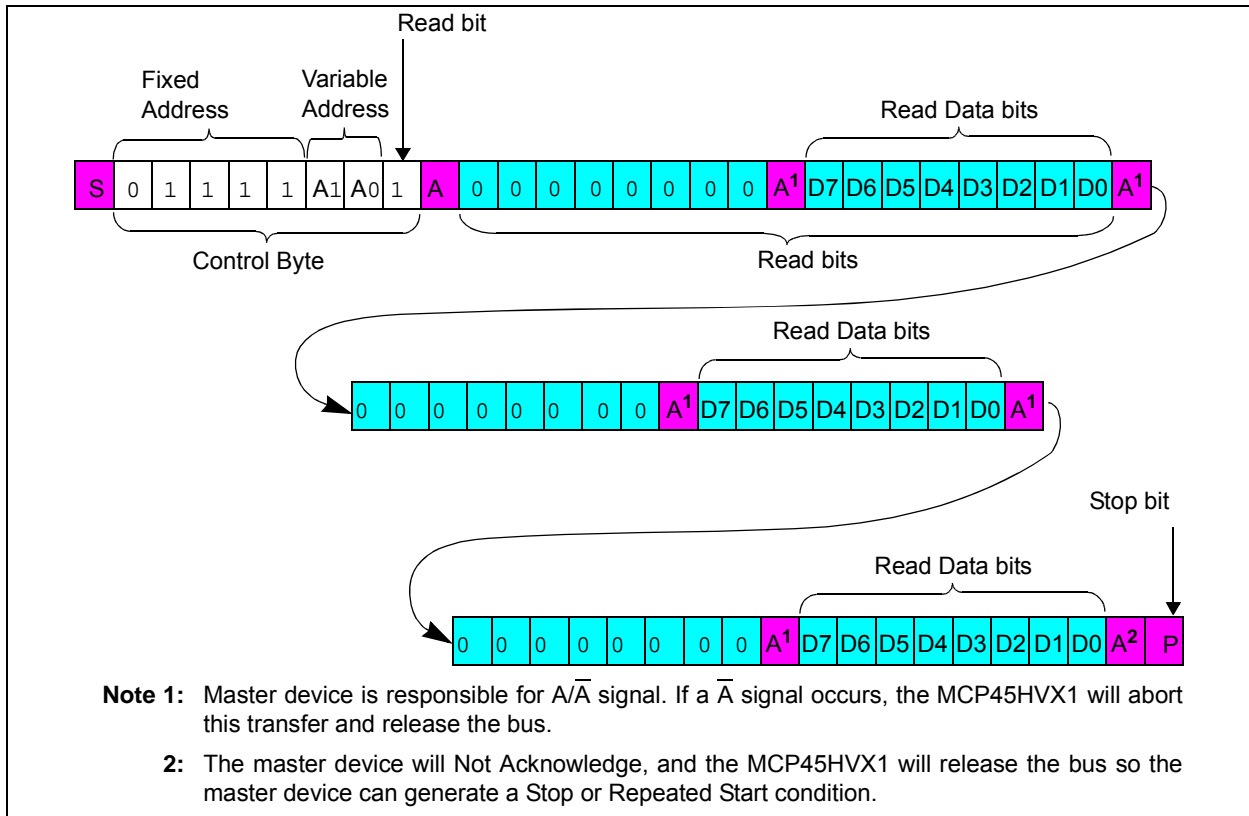 Read bit
Fixed Address
Variable Address
Read Data bits
S 0 1 1 1 1 A1 A0 1 A 0 0 0 0 0 0 0 0 A¹ D7 D6 D5 D4 D3 D2 D1 D0 A¹
Control Byte
Read bits
Read Data bits
0 0 0 0 0 0 0 0 A¹ D7 D6 D5 D4 D3 D2 D1 D0 A¹
Stop bit
Read Data bits
0 0 0 0 0 0 0 0 A¹ D7 D6 D5 D4 D3 D2 D1 D0 A² P
Note 1: Master device is responsible for A/A̅ signal. If a A̅ signal occurs, the MCP45HVX1 will abort
this transfer and release the bus.
2: The master device will Not Acknowledge, and the MCP45HVX1 will release the bus so the
master device can generate a Stop or Repeated Start condition.